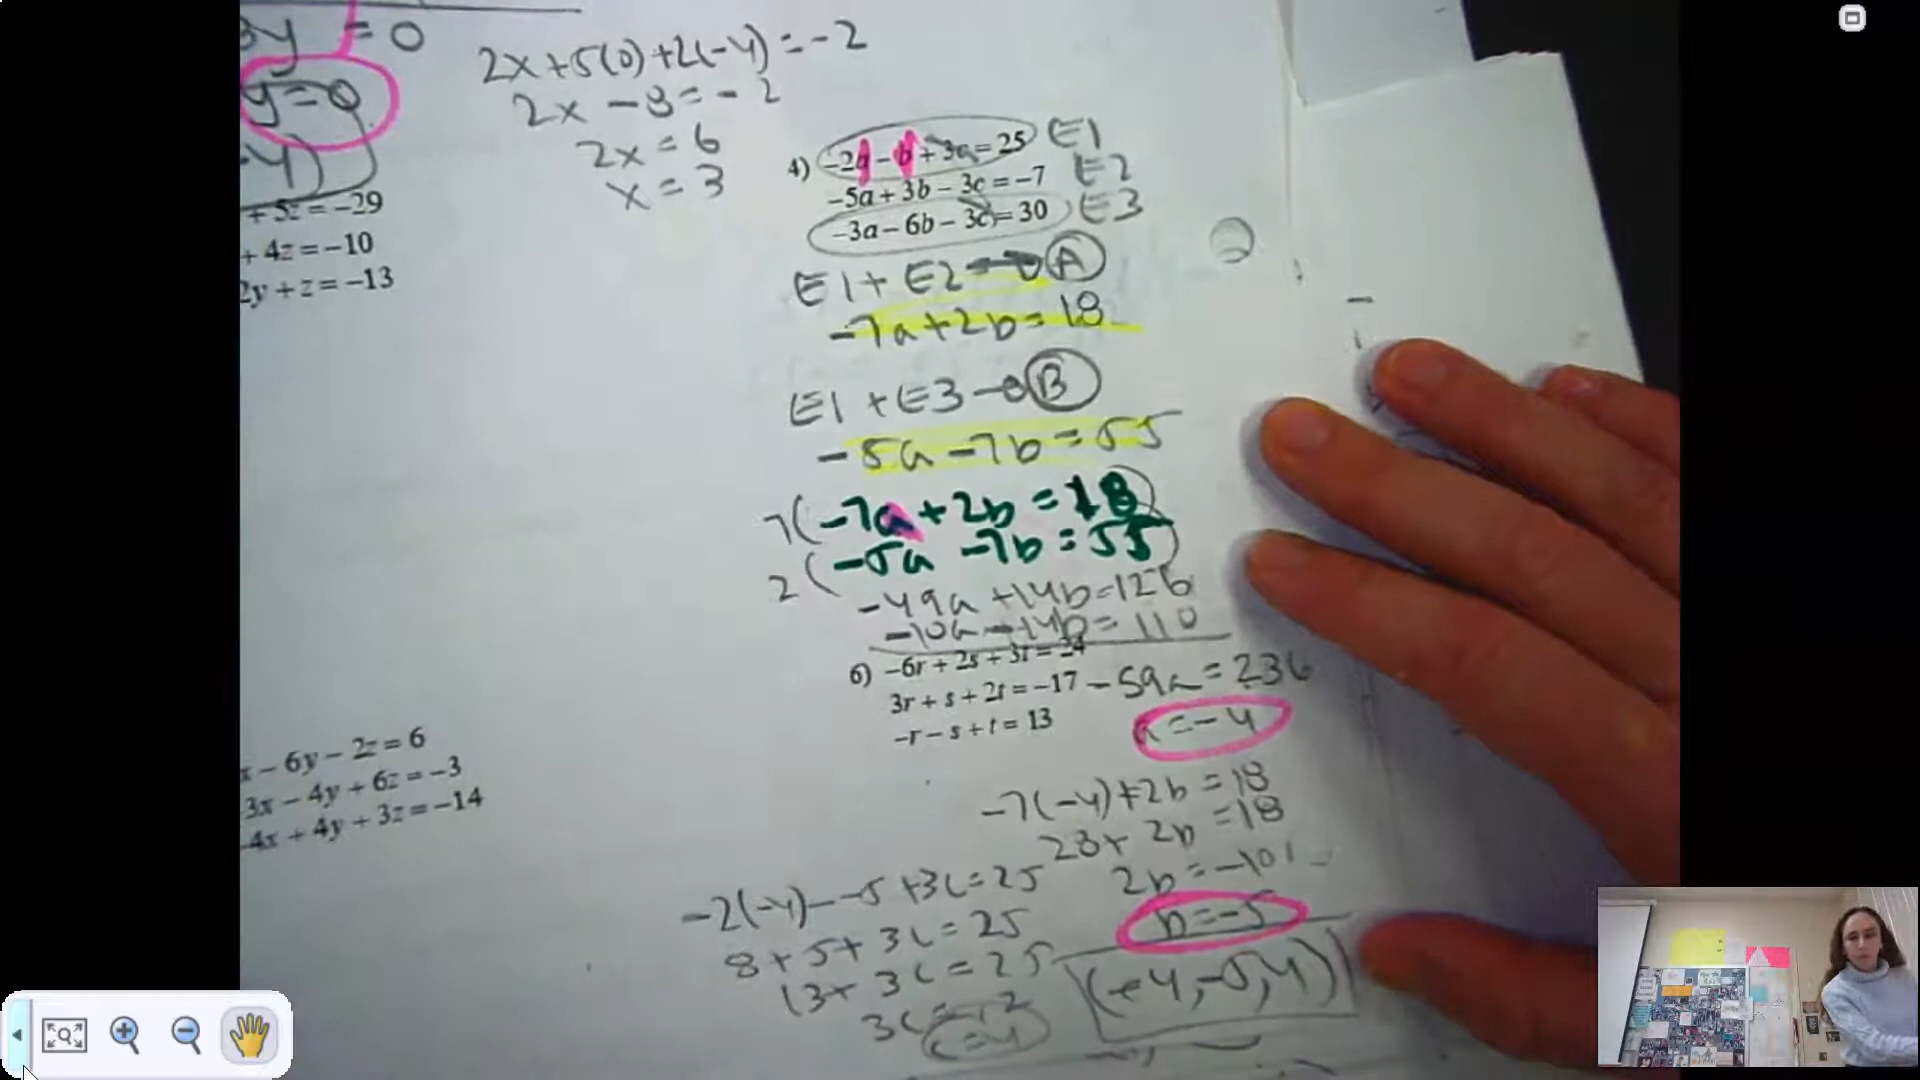 3y = 0
y = 0
-4)
+ 5z = -29
+ 4z = -10
2y + z = -13
2x + 5(0) + 2(-4) = -2
2x - 8 = -2
2x = 6
x = 3
4) -2a - b + 3c = 25 E1
-5a + 3b - 3c = -7 E2
-3a - 6b - 3c = 30 E3
E1 + E2 → A
-7a + 2b = 18
E1 + E3 → B
-5a - 7b = 55
7( -7a + 2b = 18)
2( -5a - 7b = 55)
-49a + 14b = 126
-10a - 14b = 110
-59a = 236
a = -4
-7(-4) + 2b = 18
28 + 2b = 18
2b = -10
b = -5
-2(-4) - -5 + 3c = 25
8 + 5 + 3c = 25
13 + 3c = 25
3c = 12
c = 4
(-4, -5, 4)
6) -6r + 2s + 3t = 24
3r + s + 2t = -17
-r - s + t = 13
x - 6y - 2z = 6
3x - 4y + 6z = -3
4x + 4y + 3z = -14